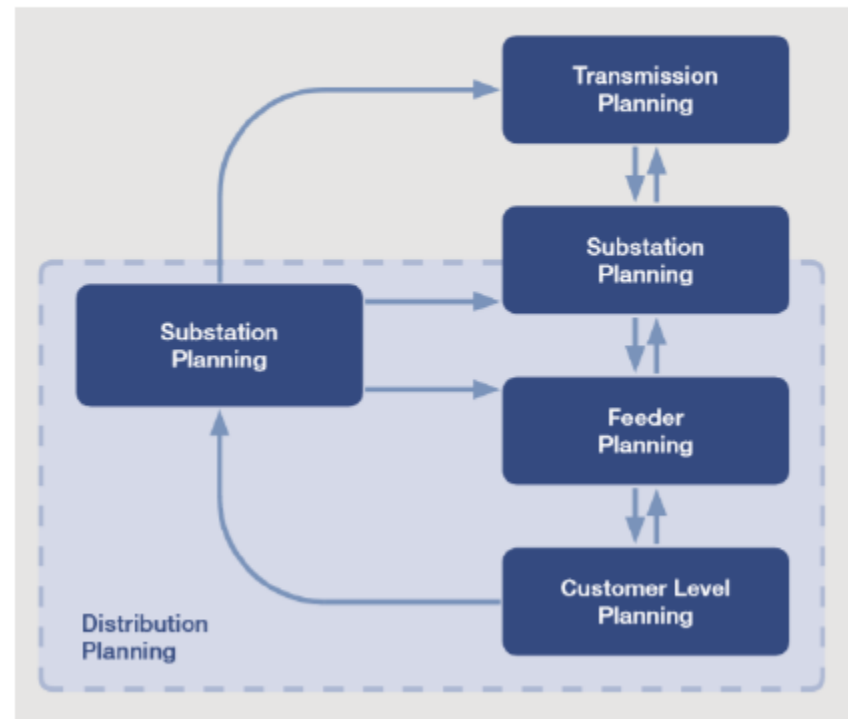 Transmission
Planning
Substation
Planning
Substation
Planning
Feeder
Planning
Customer Level
Planning
Distribution
Planning